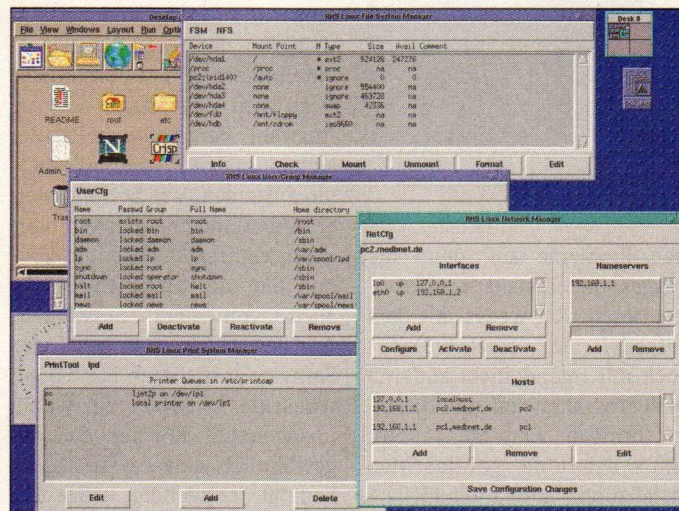 Desktop
File View Windows Layout Run
README root etc
Crisp
RHS Linux File System Manager
FSM NFS
Device Mount Point M Type Size Avail Comment
/dev/hda1 / * ext2 624128 247278
/proc /proc * proc na na
pc2:(pid140) /auto * ignore 0 0
/dev/hda2 none ignore 556400 na
/dev/hda3 none ignore 469728 na
/dev/hda4 none swap 42336 na
/dev/fd0 /mnt/floppy ext2 na na
/dev/hdb /mnt/cdrom iso9660 na na
Info Check Mount Unmount Format Edit
Desk 8
RHS Linux User/Group Manager
UserCfg
Name Passwd Group Full Name Home directory
root exists root root /root
bin locked bin bin /bin
daemon locked daemon daemon /sbin
adm locked adm adm /var/adm
lp locked lp lp /var/spool/lpd
sync locked root sync /sbin
shutdown locked operator shutdown /sbin
halt locked root halt /sbin
mail locked mail mail /var/spool/mail
news locked news news /var/spool/news
Add Deactivate Reactivate Remove
RHS Linux Network Manager
NetCfg
pc2.medbnet.de
Interfaces
lo0 up 127.0.0.1
eth0 up 192.168.1.2
Add Remove
Configure Activate Deactivate
Nameservers
192.168.1.1
Add Remove
Hosts
127.0.0.1 localhost
192.168.1.2 pc2.medbnet.de pc2
192.168.1.1 pc1.medbnet.de pc1
Add Remove Edit
Save Configuration Changes
RHS Linux Print System Manager
PrintTool lpd
Printer Queues in /etc/printcap
ps ljet2p on /dev/lp1
lp local printer on /dev/lp1
Edit Add Delete